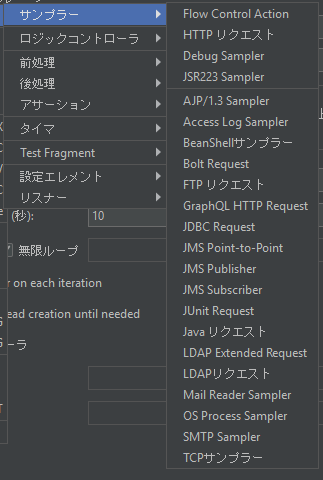 サンプラー
ロジックコントローラ
前処理
後処理
アサーション
タイマ
Test Fragment
設定エレメント
リスナー
(秒):
10
無限ループ
r on each iteration
ead creation until needed
ーラ
Flow Control Action
HTTP リクエスト
Debug Sampler
JSR223 Sampler
AJP/1.3 Sampler
Access Log Sampler
BeanShellサンプラー
Bolt Request
FTP リクエスト
GraphQL HTTP Request
JDBC Request
JMS Point-to-Point
JMS Publisher
JMS Subscriber
JUnit Request
Java リクエスト
LDAP Extended Request
LDAPリクエスト
Mail Reader Sampler
OS Process Sampler
SMTP Sampler
TCPサンプラー